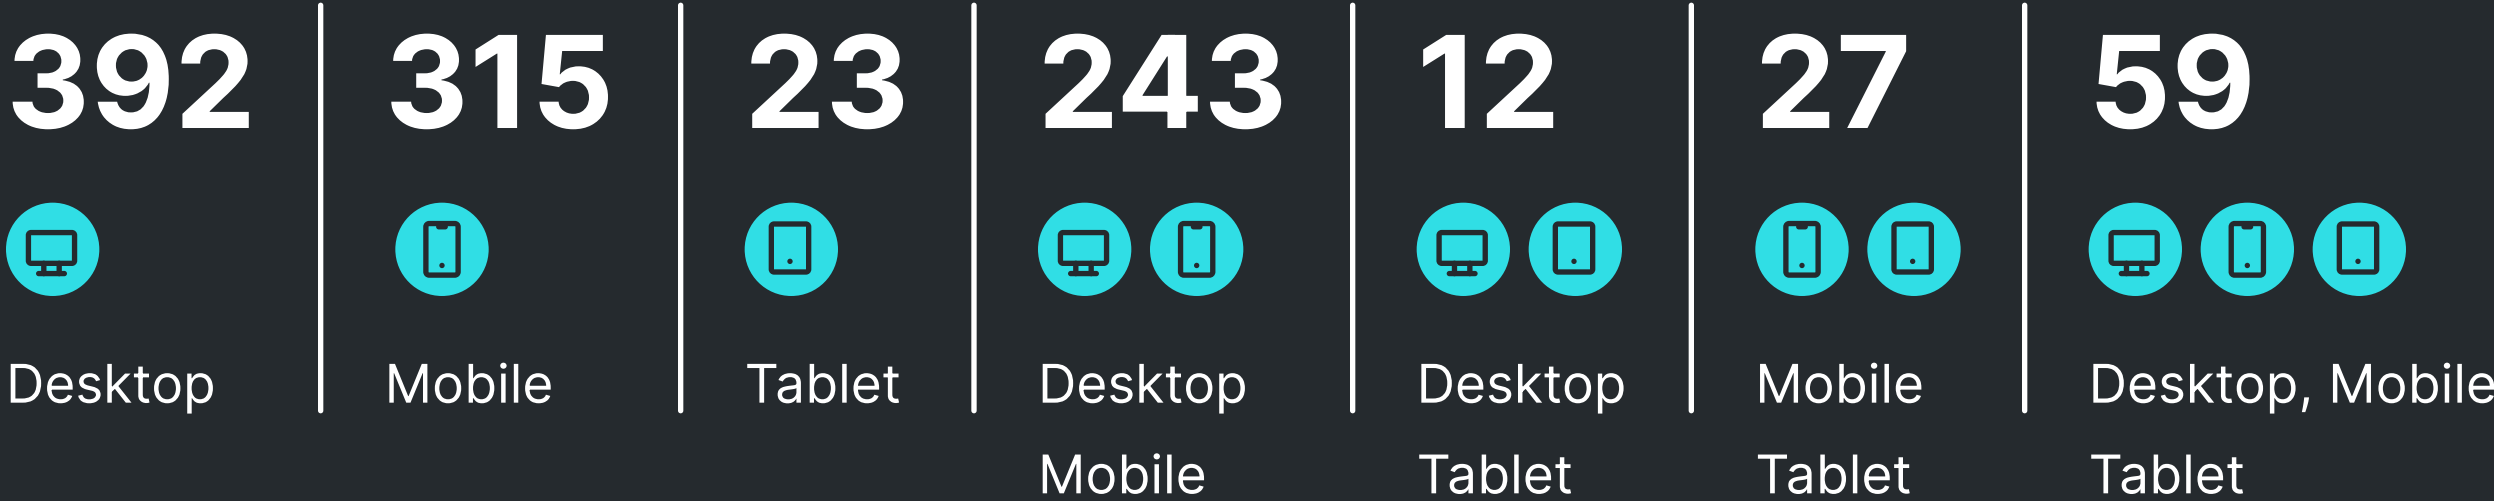 392
315
23
243
12
27
59
Desktop
Mobile
Tablet
Desktop
Mobile
Desktop
Tablet
Mobile
Tablet
Desktop, Mobile
Tablet